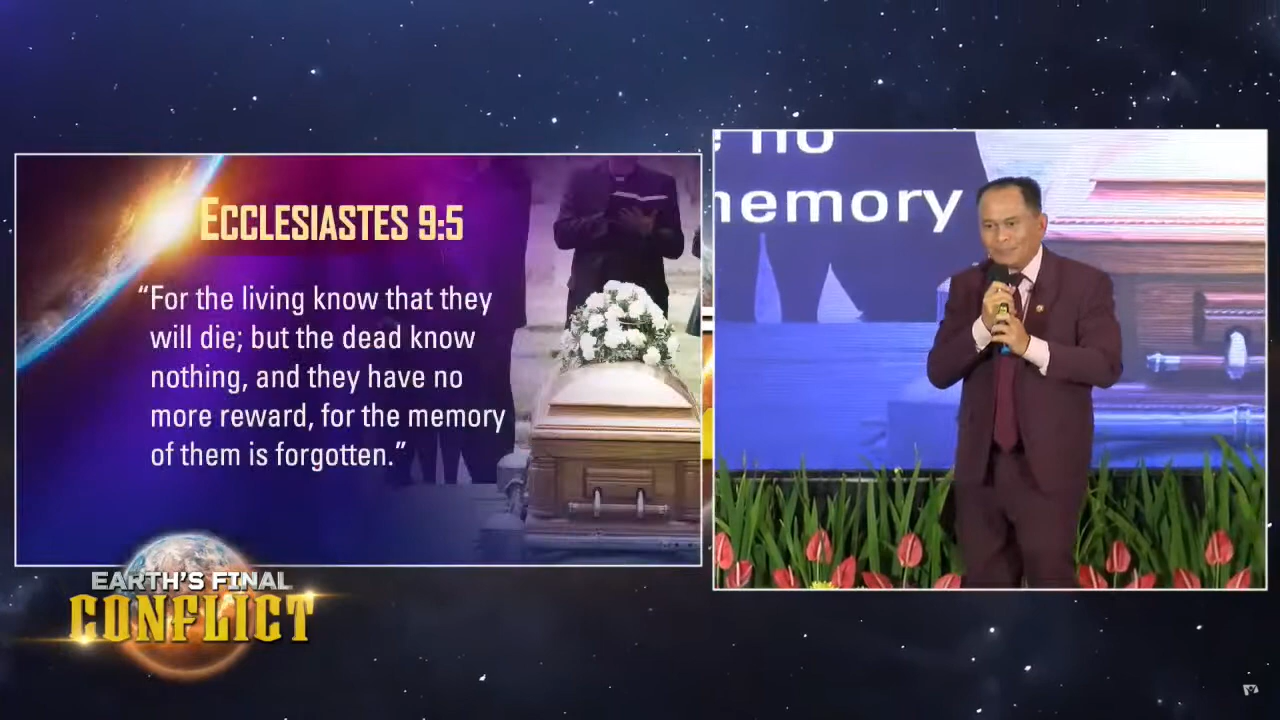 ECCLESIASTES 9:5
“For the living know that they
will die; but the dead know
nothing, and they have no
more reward, for the memory
of them is forgotten.”
no
memory
EARTH'S FINAL
CONFLICT